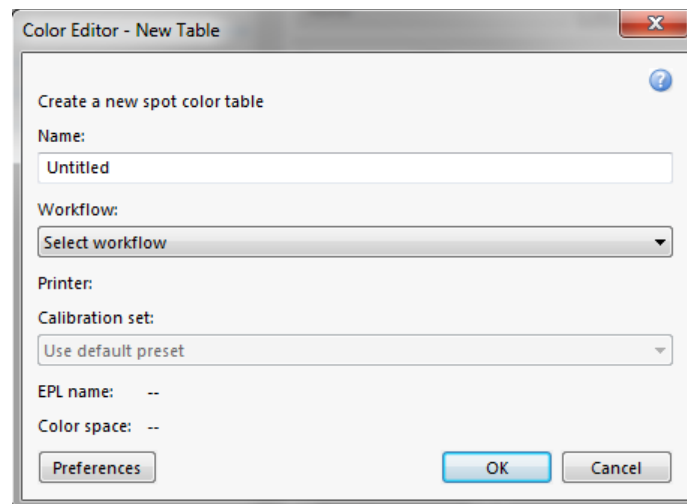 Color Editor - New Table
Create a new spot color table
Name:
Untitled
Workflow:
Select workflow
Printer:
Calibration set:
Use default preset
EPL name: --
Color space: --
Preferences OK Cancel